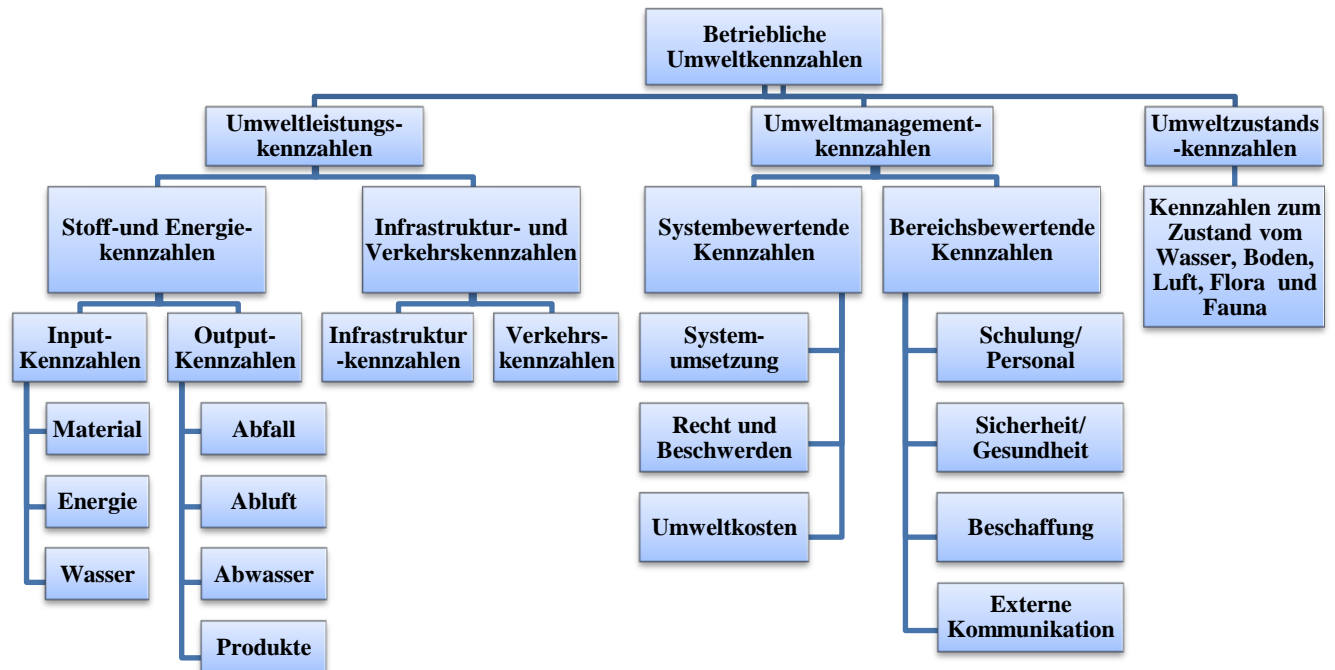 Betriebliche
Umweltkennzahlen
Umweltleistungs-
kennzahlen
Umweltmanagement-
kennzahlen
Umweltzustands
-kennzahlen
Stoff-und Energie-
kennzahlen
Infrastruktur- und
Verkehrskennzahlen
Systembewertende
Kennzahlen
Bereichsbewertende
Kennzahlen
Kennzahlen zum
Zustand vom
Wasser, Boden,
Luft, Flora und
Fauna
Input-
Kennzahlen
Output-
Kennzahlen
Infrastruktur
-kennzahlen
Verkehrs-
kennzahlen
System-
umsetzung
Schulung/
Personal
Material
Abfall
Recht und
Beschwerden
Sicherheit/
Gesundheit
Energie
Abluft
Umweltkosten
Beschaffung
Wasser
Abwasser
Externe
Kommunikation
Produkte